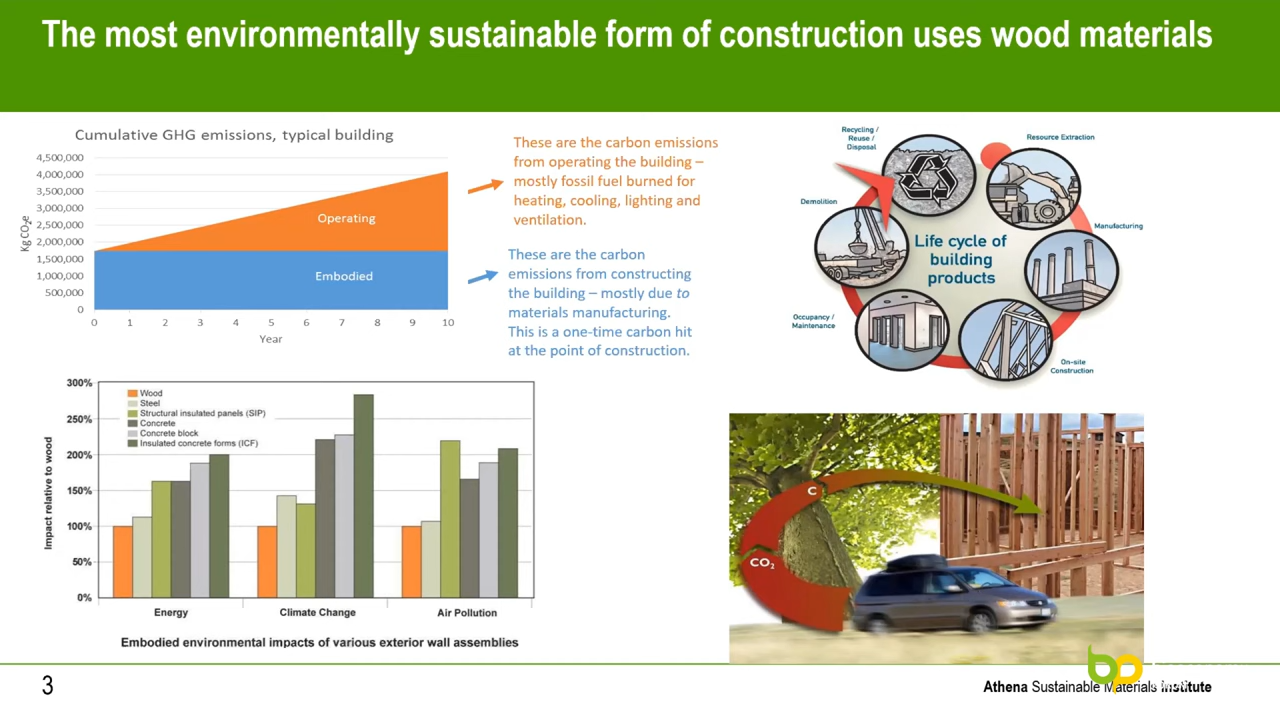 The most environmentally sustainable form of construction uses wood materials
Cumulative GHG emissions, typical building
4,500,000
4,000,000
3,500,000
3,000,000
2,500,000
2,000,000
1,500,000
1,000,000
500,000
0
Kg CO₂e
Operating
Embodied
0 1 2 3 4 5 6 7 8 9 10
Year
These are the carbon emissions
from operating the building –
mostly fossil fuel burned for
heating, cooling, lighting and
ventilation.
These are the carbon
emissions from constructing
the building – mostly due to
materials manufacturing.
This is a one-time carbon hit
at the point of construction.
Recycling /
Reuse /
Disposal
Resource Extraction
Demolition
Manufacturing
Life cycle of
building
products
Occupancy /
Maintenance
On-site
Construction
300%
250%
200%
150%
100%
50%
0%
Impact relative to wood
Wood
Steel
Structural insulated panels (SIP)
Concrete
Concrete block
Insulated concrete forms (ICF)
Energy Climate Change Air Pollution
Embodied environmental impacts of various exterior wall assemblies
C
CO₂
3
bp
Athena Sustainable Materials Institute